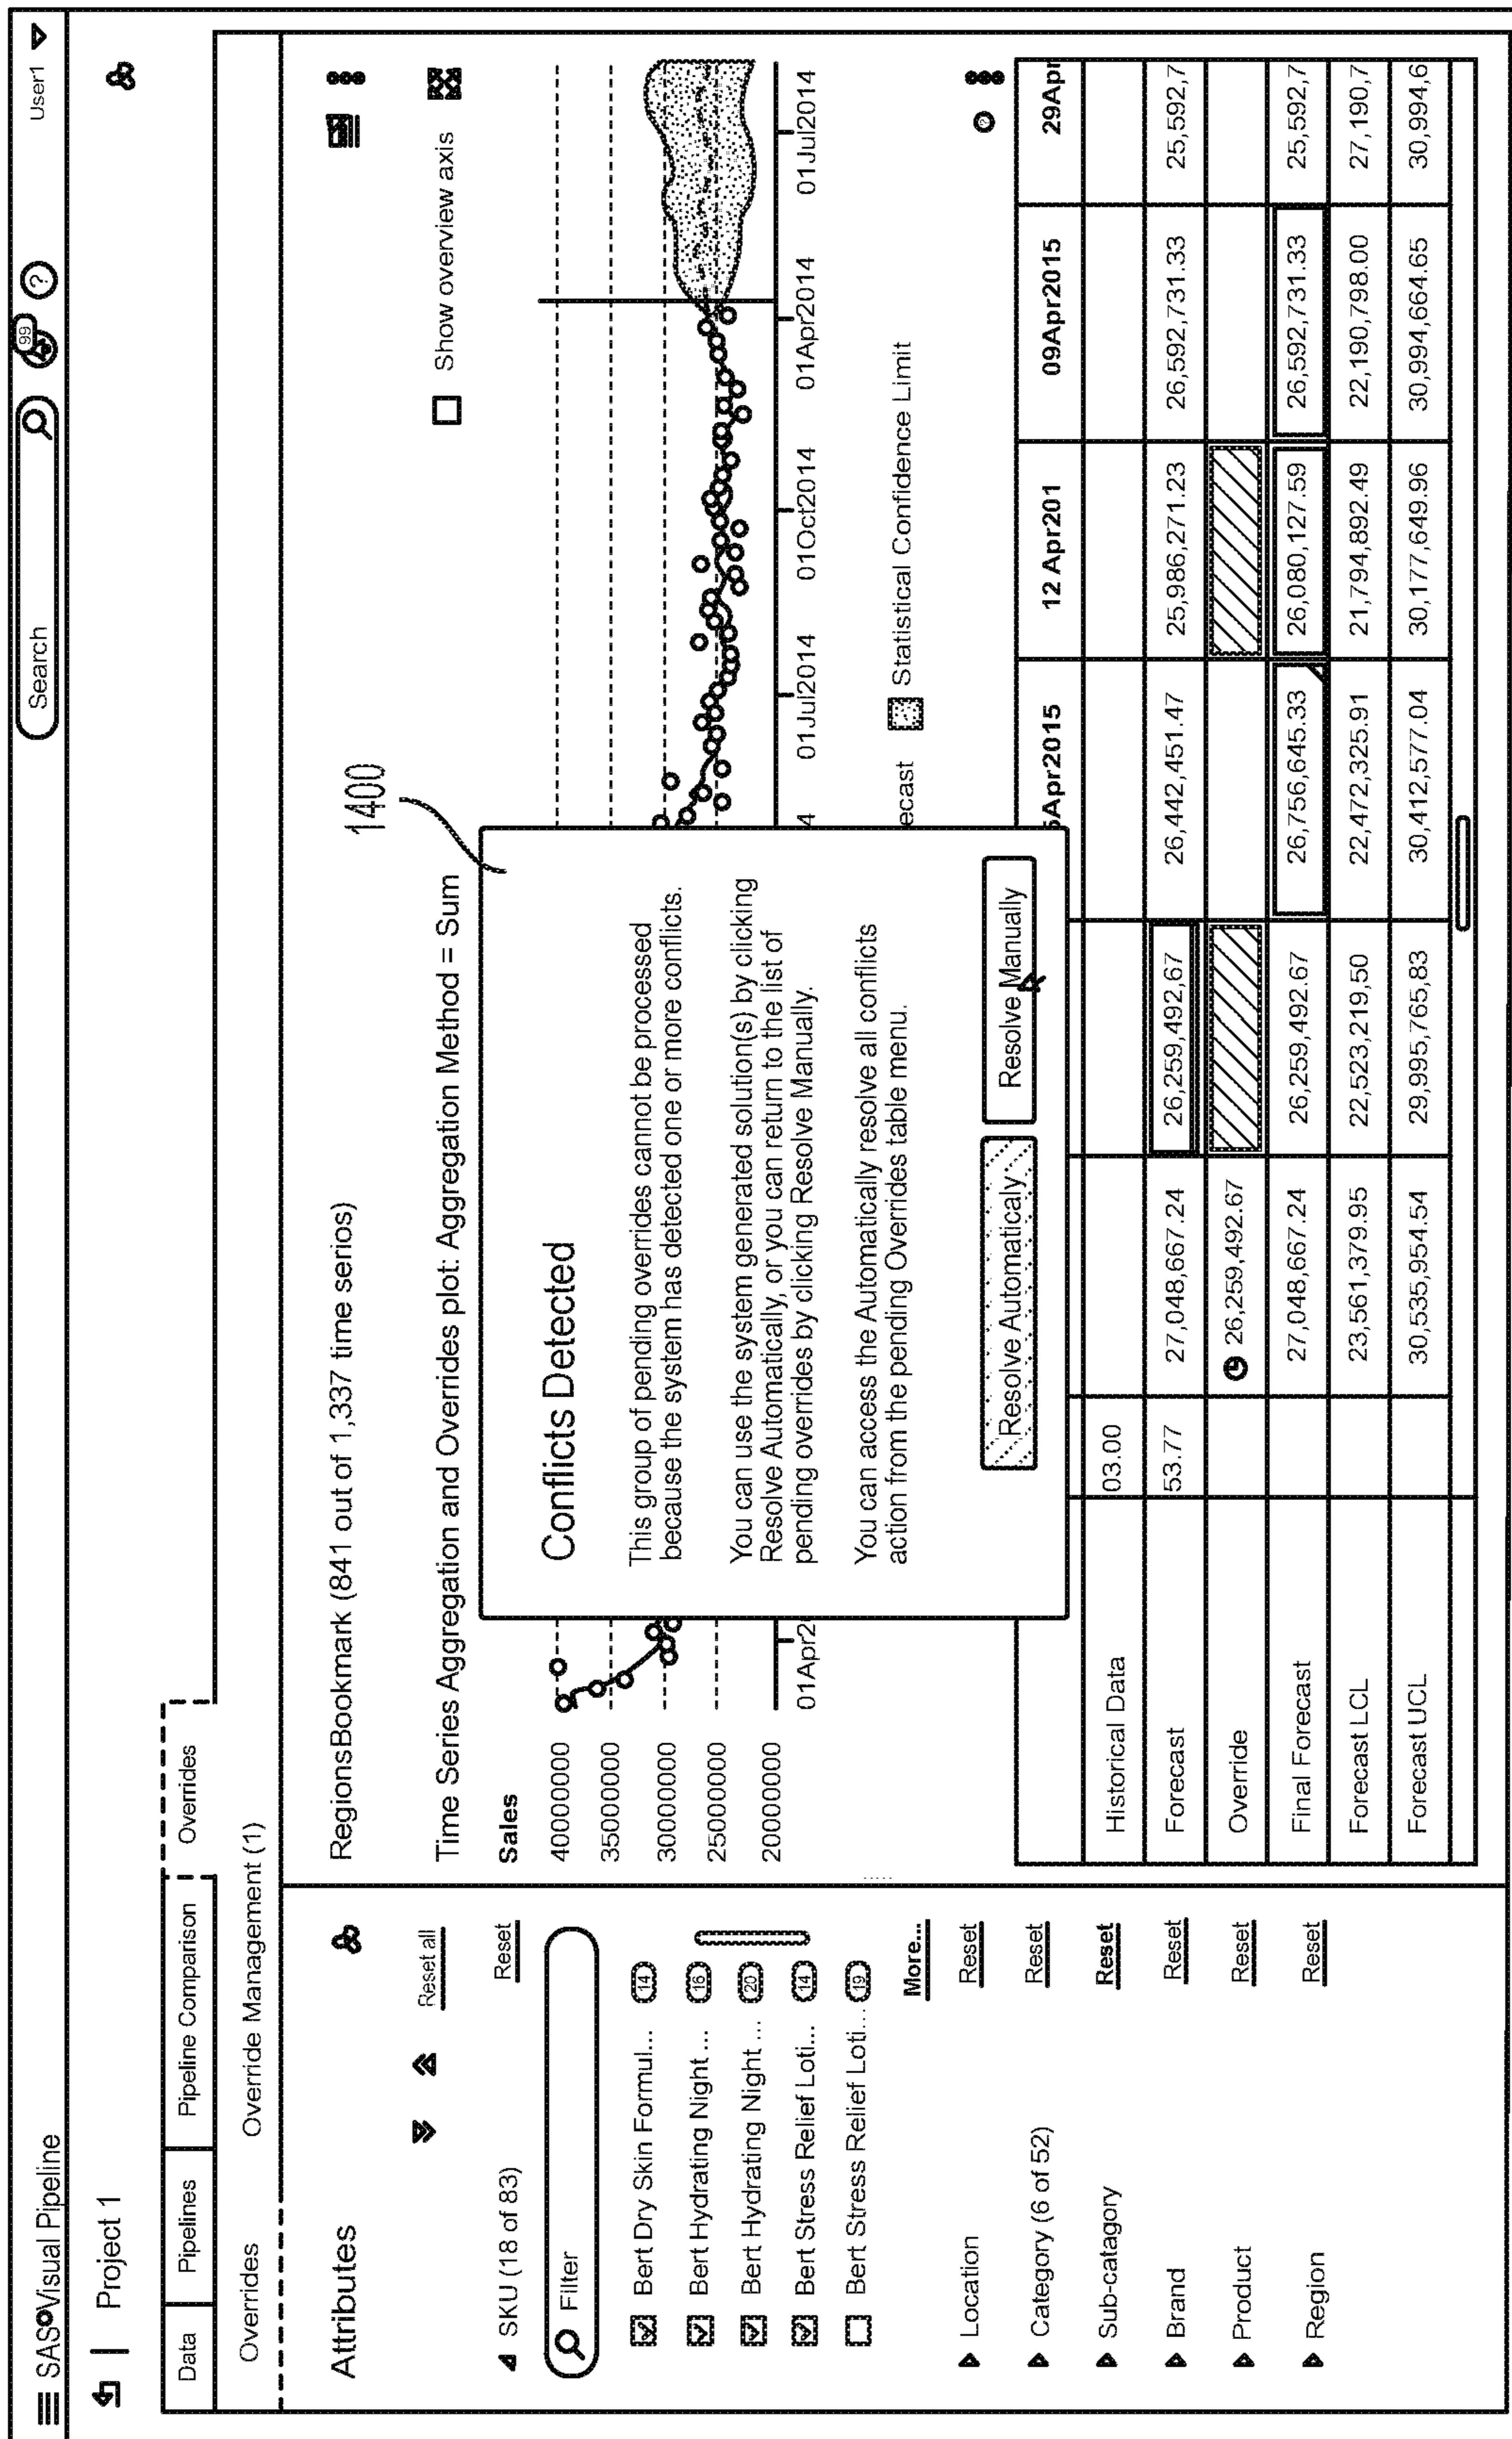 SAS Visual Pipeline
Search
99
?
User1
Project 1
Data
Pipelines
Pipeline Comparison
Overrides
Overrides
Override Management (1)
Attributes
Reset all
SKU (18 of 83)
Reset
Filter
Bert Dry Skin Formul... 14
Bert Hydrating Night ... 16
Bert Hydrating Night ... 20
Bert Stress Relief Loti... 14
Bert Stress Relief Loti... 19
More...
Location Reset
Category (6 of 52) Reset
Sub-catagory Reset
Brand Reset
Product Reset
Region Reset
RegionsBookmark (841 out of 1,337 time serios)
1400
Time Series Aggregation and Overrides plot: Aggregation Method = Sum
Show overview axis
Sales
40000000
35000000
30000000
25000000
20000000
01Apr2
4
01Jul2014
01Oct2014
01Apr2014
01Jul2014
ecast
Statistical Confidence Limit
?
Conflicts Detected
This group of pending overrides cannot be processed
because the system has detected one or more conflicts.
You can use the system generated solution(s) by clicking
Resolve Automatically, or you can return to the list of
pending overrides by clicking Resolve Manually.
You can access the Automatically resolve all conflicts
action from the pending Overrides table menu.
Resolve Automaticaly
Resolve Manually
5Apr2015 12 Apr201 09Apr2015 29Apr
Historical Data 03.00
Forecast 53.77 27,048,667.24 26,259,492,67 26,442,451.47 25,986,271.23 26,592,731.33 25,592,7
Override 26,259,492.67
Final Forecast 27,048,667.24 26,259,492.67 26,756,645.33 26,080,127.59 26,592,731.33 25,592,7
Forecast LCL 23,561,379.95 22,523,219,50 22,472,325.91 21,794,892.49 22,190,798.00 27,190,7
Forecast UCL 30,535,954.54 29,995,765,83 30,412,577.04 30,177,649.96 30,994,664.65 30,994,6